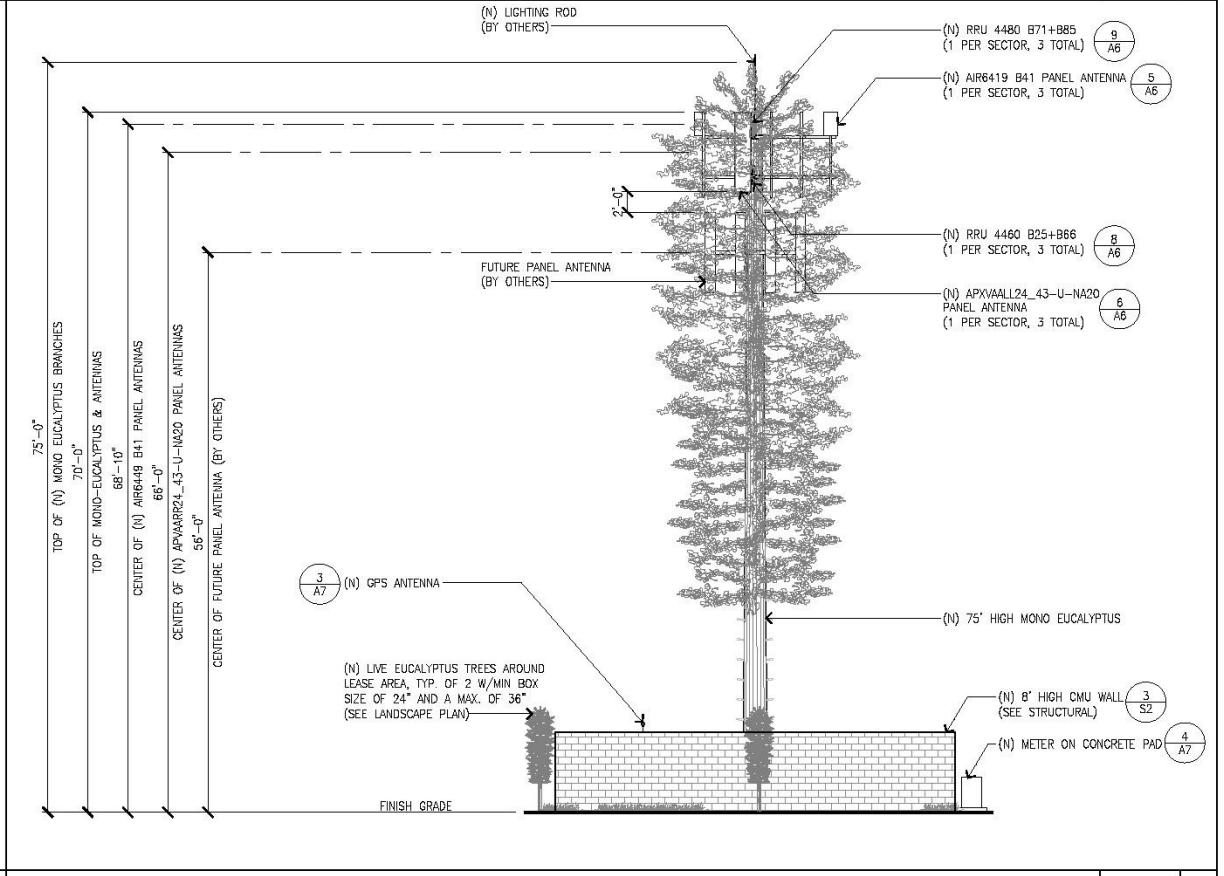 (N) LIGHTING ROD
(BY OTHERS)
(N) RRU 4480 B71+B85
(1 PER SECTOR, 3 TOTAL)
9
A6
(N) AIR6419 B41 PANEL ANTENNA
(1 PER SECTOR, 3 TOTAL)
5
A6
2'-0"
(N) RRU 4460 B25+B66
(1 PER SECTOR, 3 TOTAL)
8
A6
FUTURE PANEL ANTENNA
(BY OTHERS)
(N) APXVAALL24_43-U-NA20
PANEL ANTENNA
(1 PER SECTOR, 3 TOTAL)
6
A6
75'-0"
TOP OF (N) MONO EUCALYPTUS BRANCHES
70'-0"
TOP OF MONO-EUCALYPTUS & ANTENNAS
68'-10"
CENTER OF (N) AIR6449 B41 PANEL ANTENNAS
66'-0"
CENTER OF (N) APVAARR24_43-U-NA20 PANEL ANTENNAS
56'-0"
CENTER OF FUTURE PANEL ANTENNA (BY OTHERS)
3
A7
(N) GPS ANTENNA
(N) 75' HIGH MONO EUCALYPTUS
(N) LIVE EUCALYPTUS TREES AROUND
LEASE AREA, TYP. OF 2 W/MIN BOX
SIZE OF 24" AND A MAX. OF 36"
(SEE LANDSCAPE PLAN)
(N) 8' HIGH CMU WALL
(SEE STRUCTURAL)
3
S2
(N) METER ON CONCRETE PAD
4
A7
FINISH GRADE